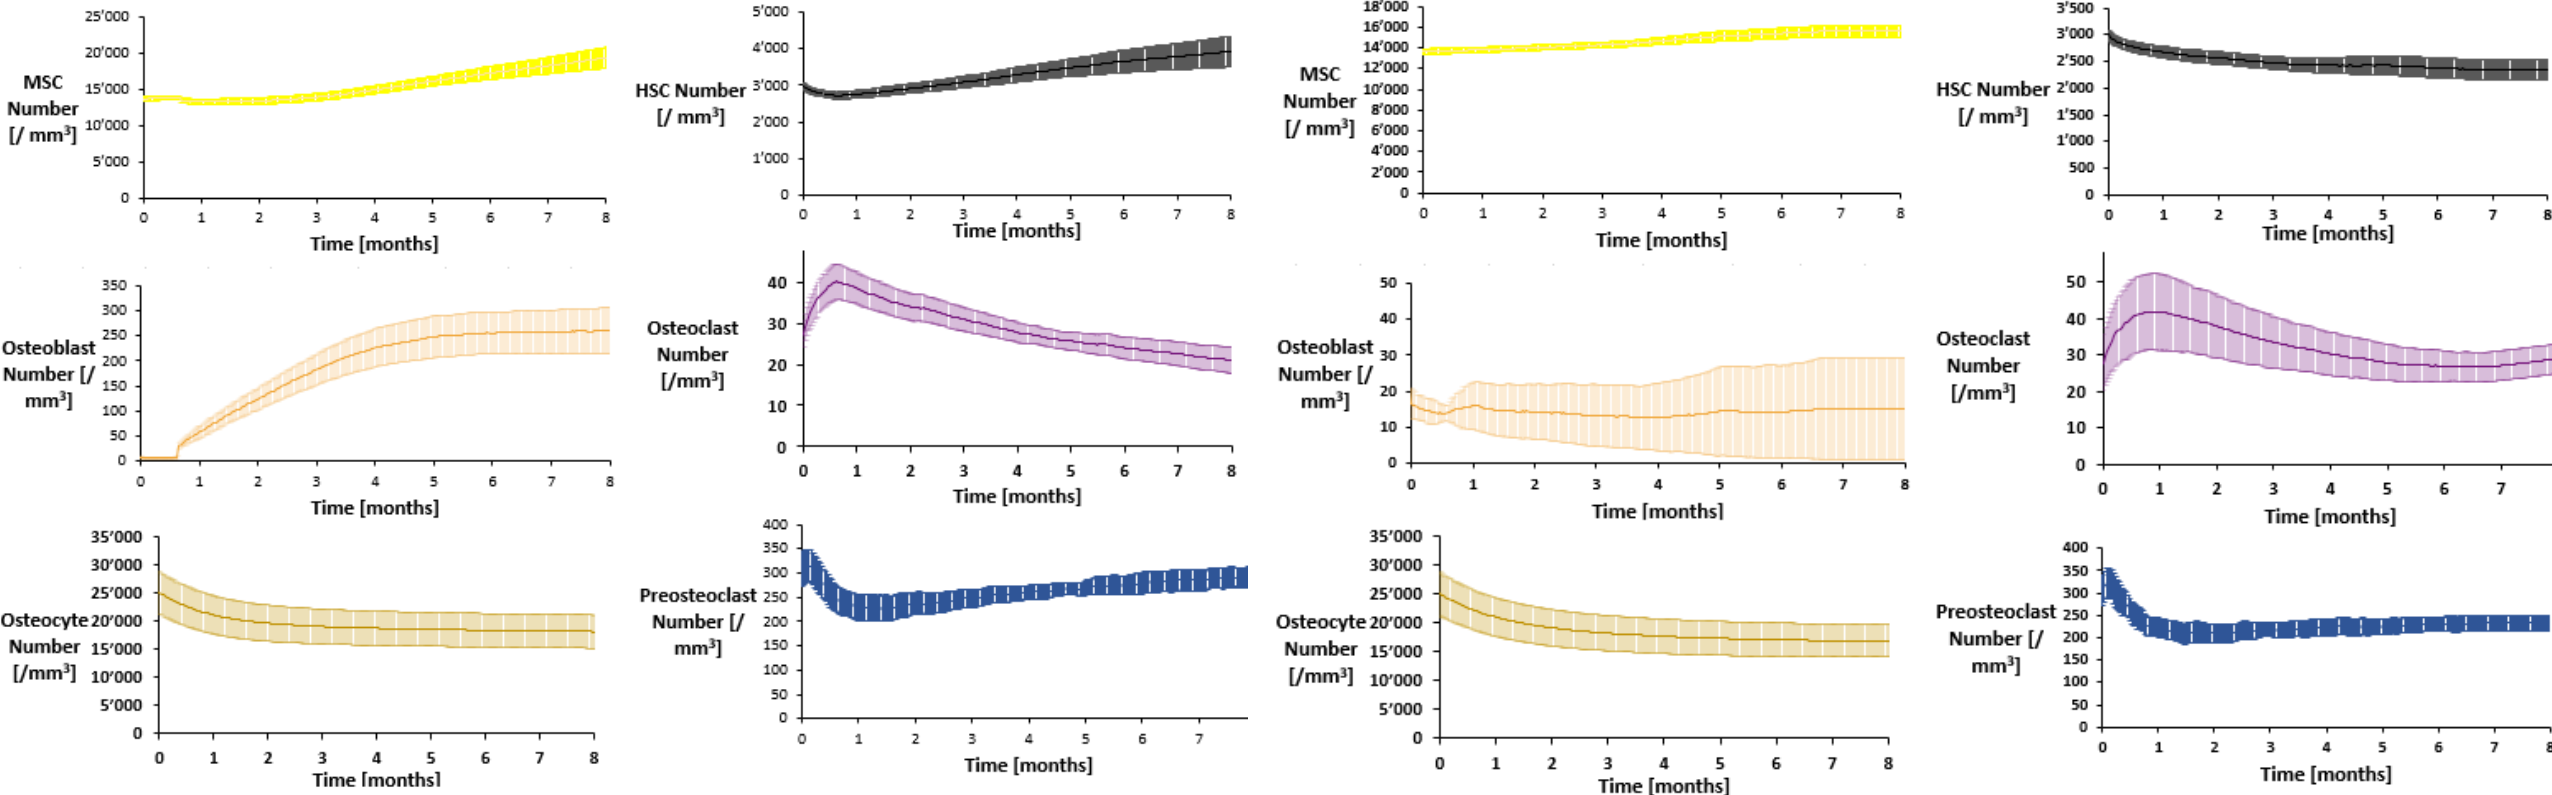 25'000
20'000
15'000
10'000
5'000
0
MSC
Number
[/ mm³]
0 1 2 3 4 5 6 7 8
Time [months]
5'000
4'000
3'000
2'000
1'000
0
HSC Number
[/ mm³]
0 1 2 3 4 5 6 7 8
Time [months]
18'000
16'000
14'000
12'000
10'000
8'000
6'000
4'000
2'000
0
MSC
Number
[/ mm³]
0 1 2 3 4 5 6 7 8
Time [months]
3'500
3'000
2'500
2'000
1'500
1'000
500
0
HSC Number
[/ mm³]
0 1 2 3 4 5 6 7 8
Time [months]
350
300
250
200
150
100
50
0
Osteoblast
Number [/
mm³]
0 1 2 3 4 5 6 7 8
Time [months]
40
30
20
10
0
Osteoclast
Number
[/mm³]
0 1 2 3 4 5 6 7 8
Time [months]
50
40
30
20
10
0
Osteoblast
Number [/
mm³]
0 1 2 3 4 5 6 7 8
Time [months]
50
40
30
20
10
0
Osteoclast
Number
[/mm³]
0 1 2 3 4 5 6 7
Time [months]
35'000
30'000
25'000
20'000
15'000
10'000
5'000
0
Osteocyte
Number
[/mm³]
0 1 2 3 4 5 6 7 8
Time [months]
400
350
300
250
200
150
100
50
0
Preosteoclast
Number [/
mm³]
0 1 2 3 4 5 6 7
Time [months]
35'000
30'000
25'000
20'000
15'000
10'000
5'000
0
Osteocyte
Number
[/mm³]
0 1 2 3 4 5 6 7 8
Time [months]
400
350
300
250
200
150
100
50
0
Preosteoclast
Number [/
mm³]
0 1 2 3 4 5 6 7 8
Time [months]